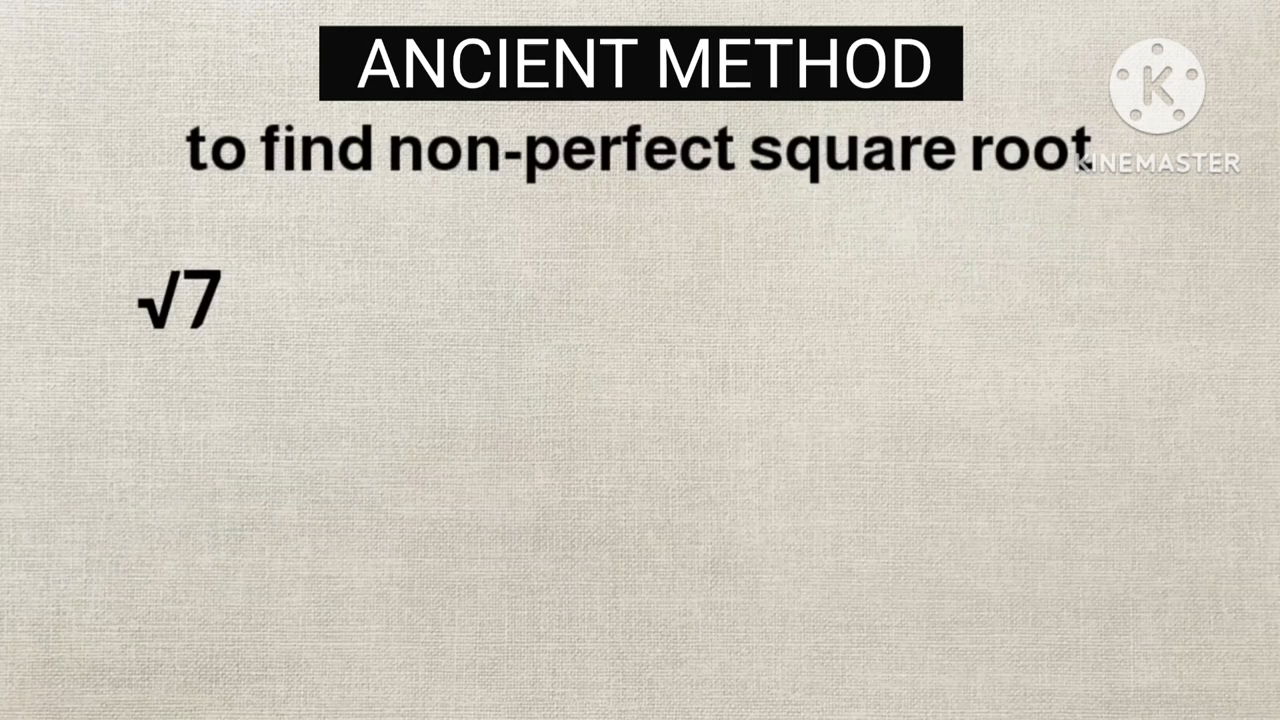 ANCIENT METHOD
to find non-perfect square root
K
KINEMASTER
√7